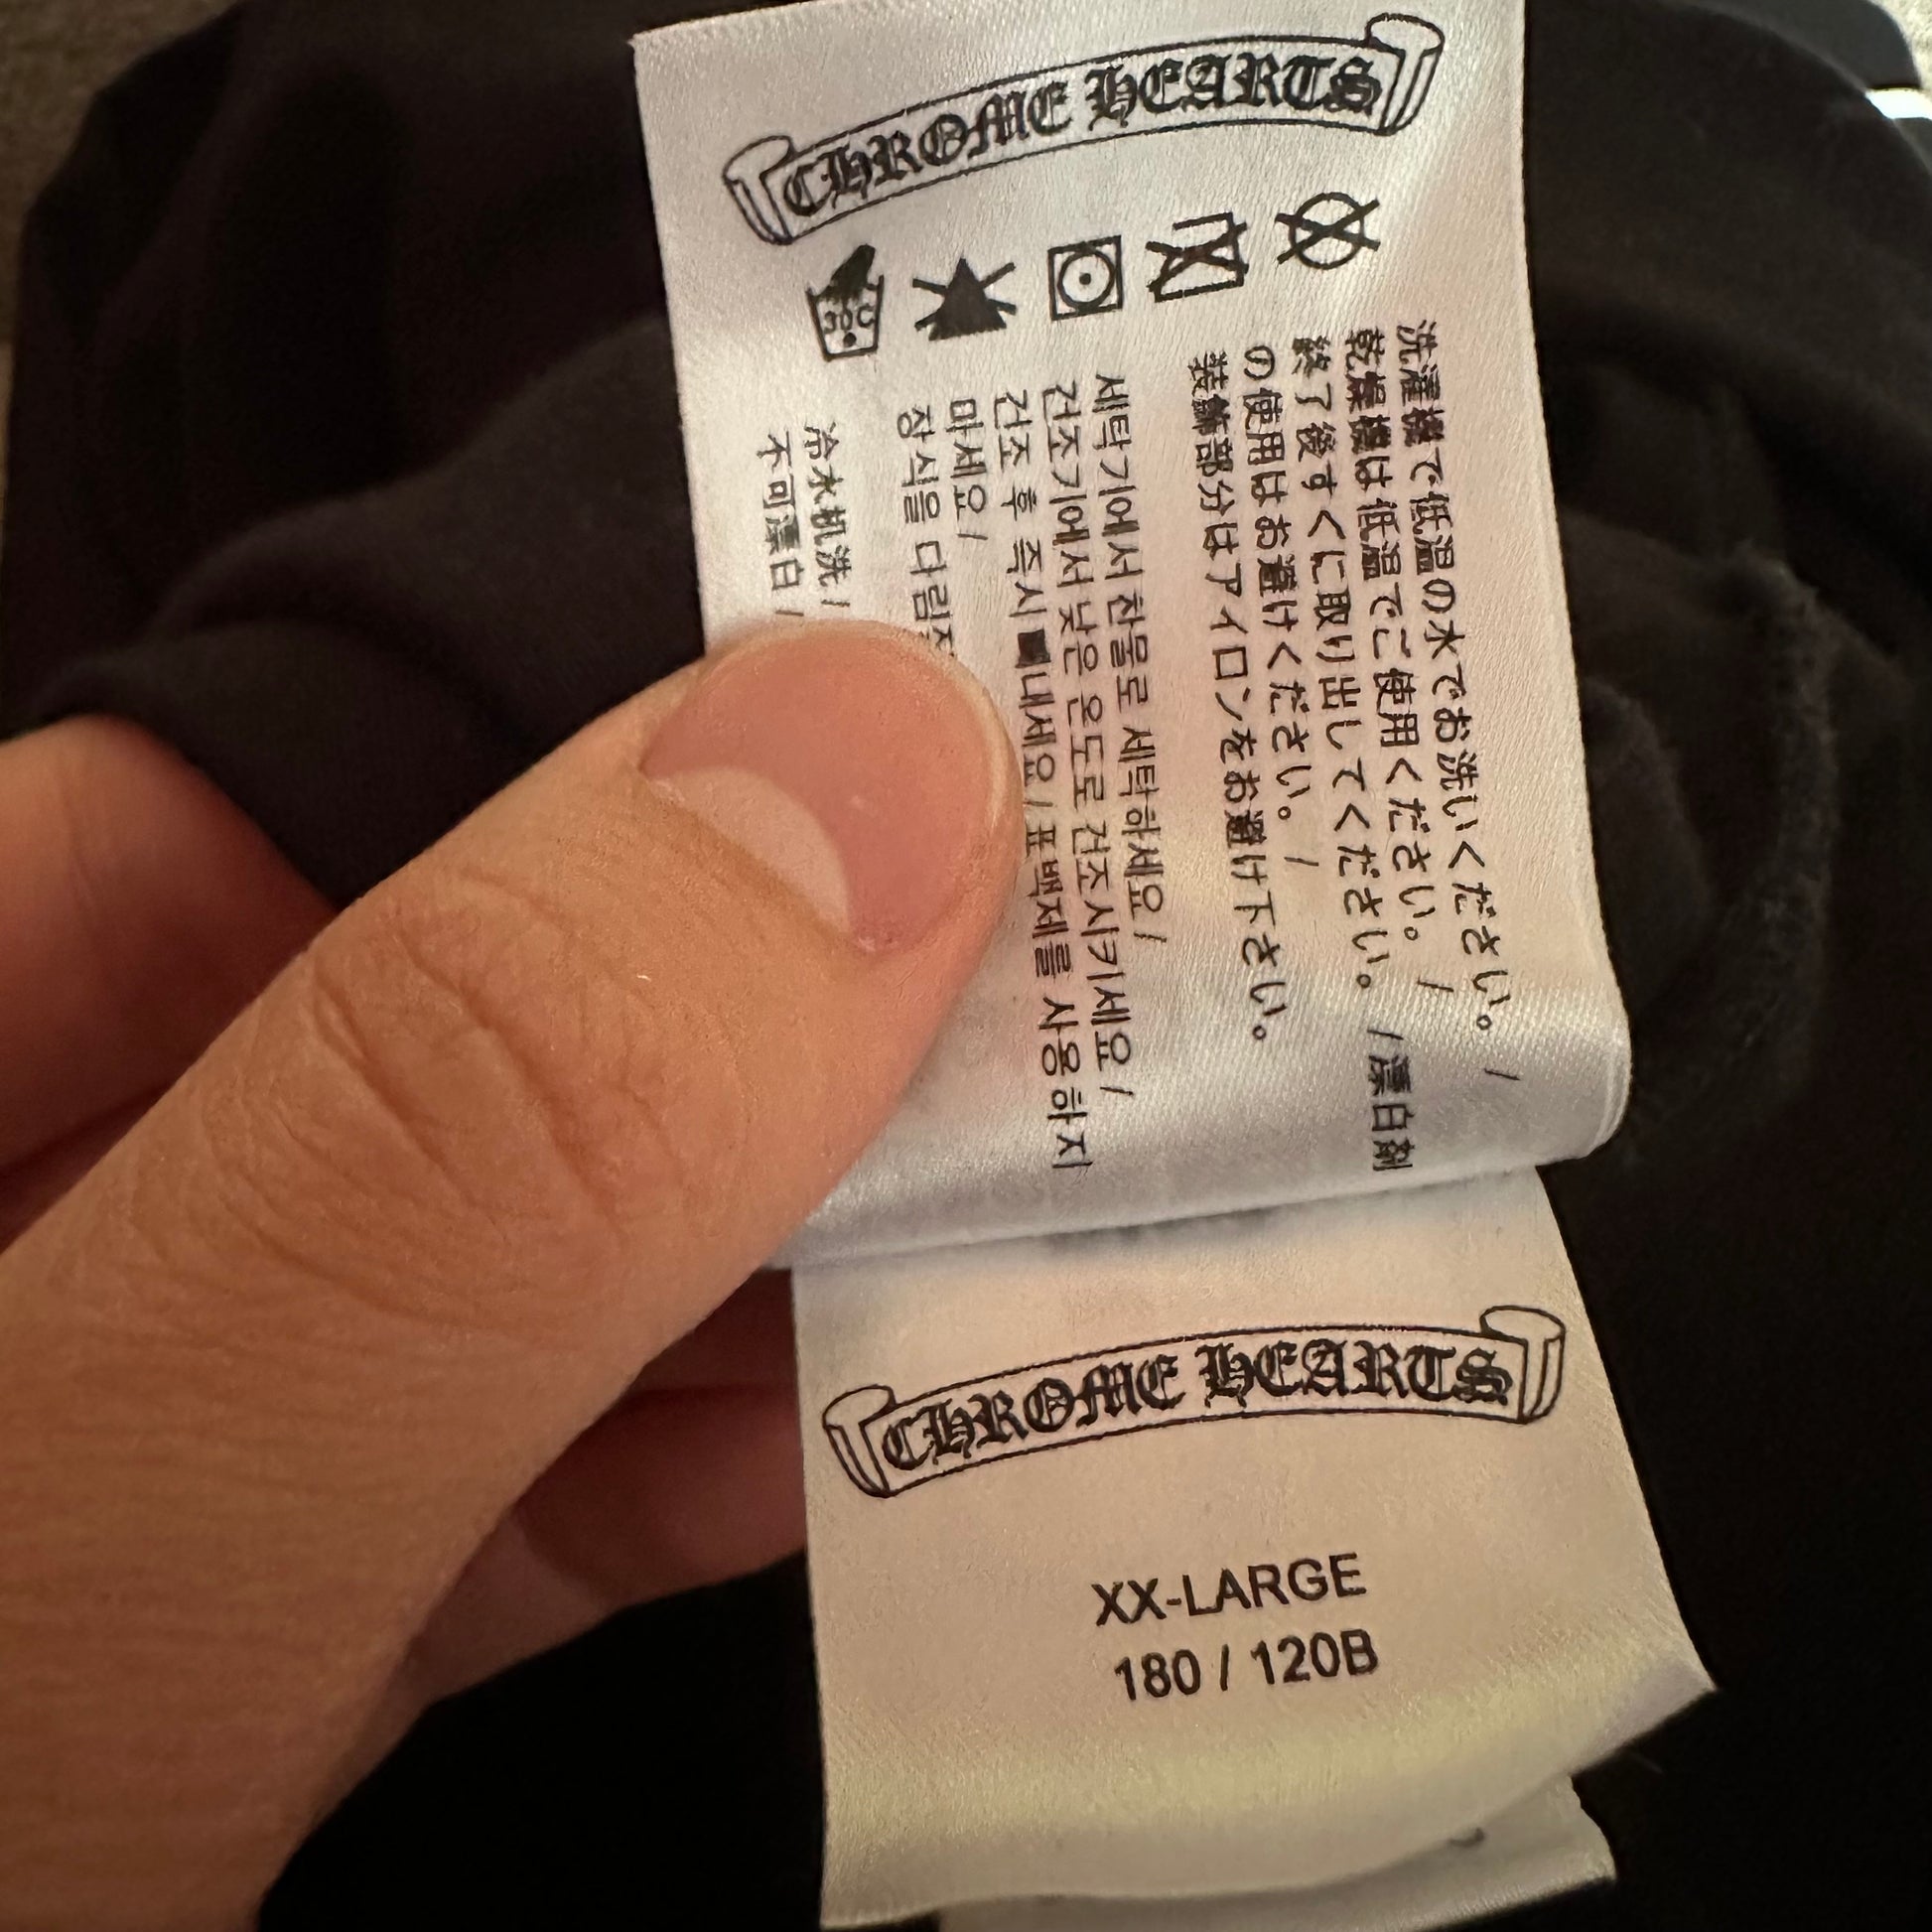 CHROME HEARTS
30C
洗濯機で低温の水でお洗いください。 /
乾燥機は低温でご使用ください。 /
終了後すぐに取り出してください。 / 漂白剤
の使用はお避けください。 /
装飾部分はアイロンをお避け下さい。
세탁기에서 찬물로 세탁하세요 /
건조기에서 낮은 온도로 건조시키세요 /
건조 후 즉시 빼내세요 / 표백제를 사용하지
마세요 /
장식을
冷水机洗 /
不可漂白 /
CHROME HEARTS
XX-LARGE
180 / 120B